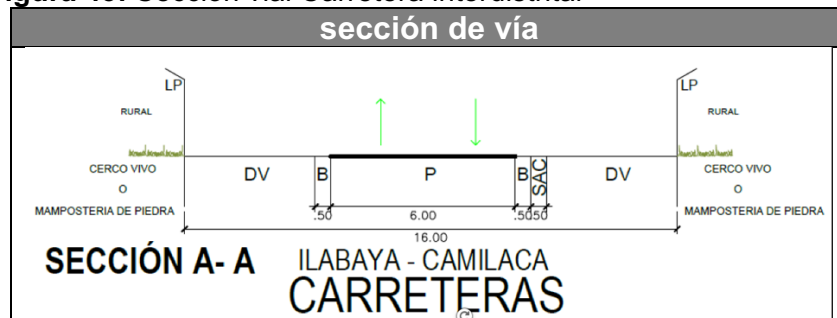 sección de vía
LP LP
RURAL RURAL
CERCO VIVO DV B P B SAC DV CERCO VIVO
O O
MAMPOSTERIA DE PIEDRA .50 6.00 .50 .50 MAMPOSTERIA DE PIEDRA
16.00
SECCIÓN A- A ILABAYA - CAMILACA
CARRETERAS